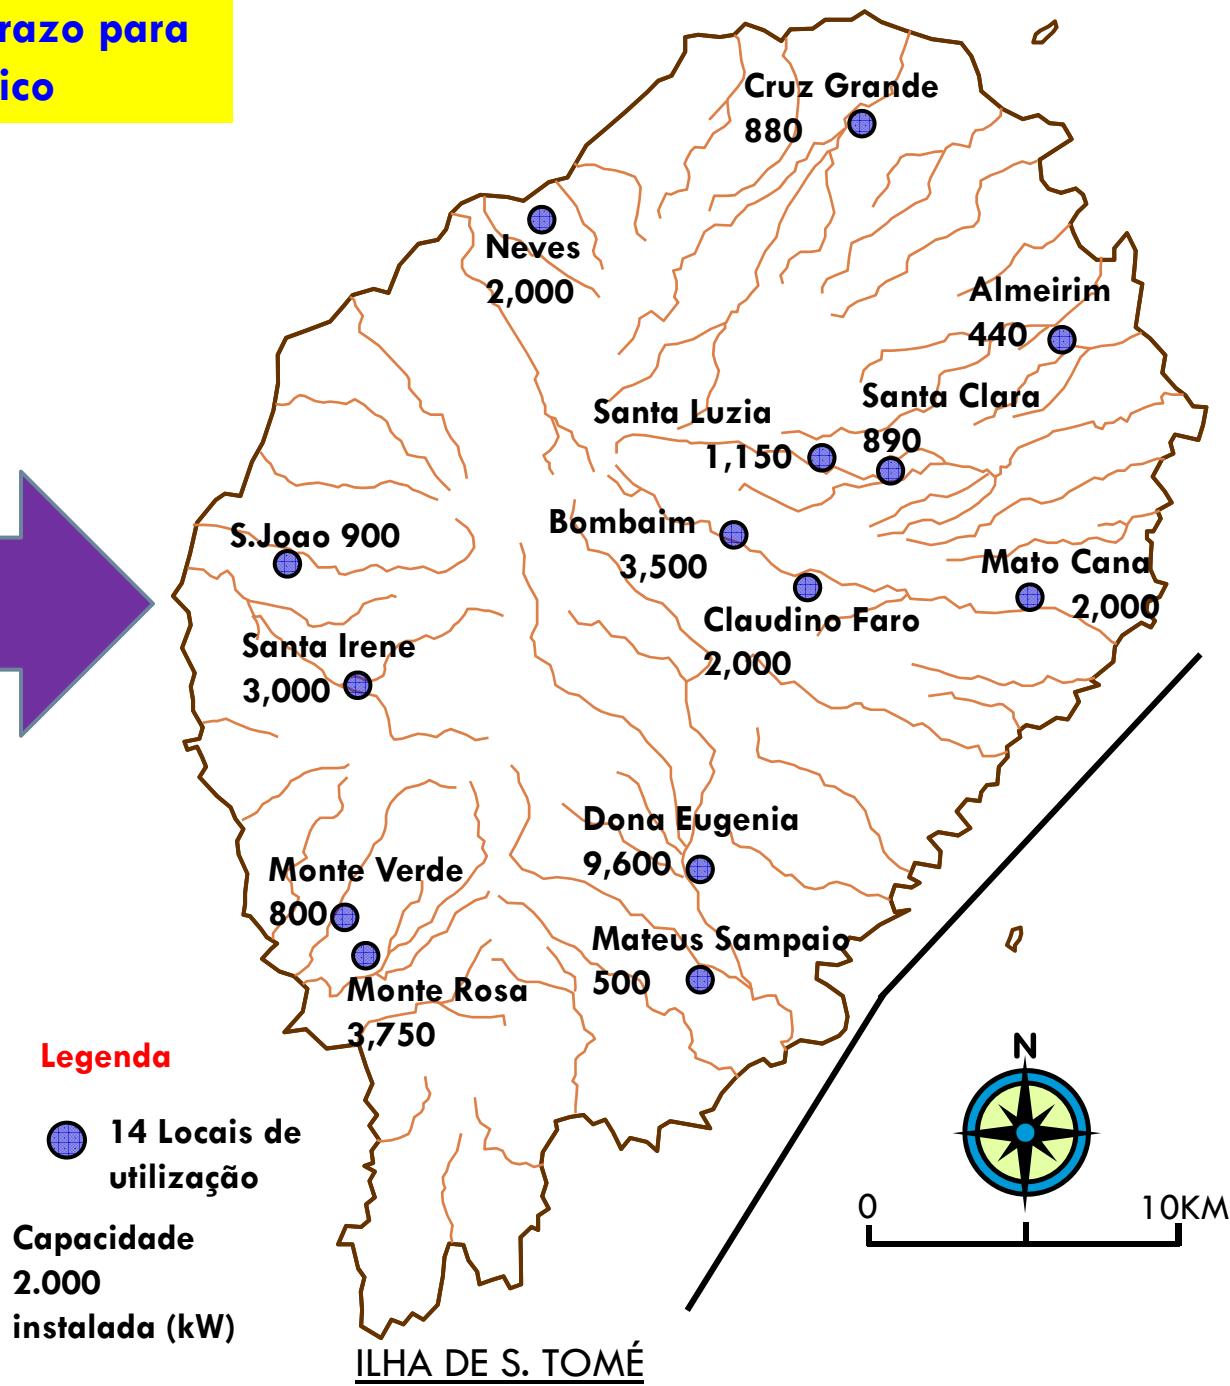 razo para
ico
Cruz Grande
880
Neves
2,000
Almeirim
440
Santa Clara
890
Santa Luzia
1,150
Bombaim
3,500
S.Joao 900
Mato Cana
2,000
Claudino Faro
2,000
Santa Irene
3,000
Dona Eugenia
9,600
Monte Verde
800
Mateus Sampaio
500
Monte Rosa
3,750
Legenda
14 Locais de
utilização
Capacidade
2.000
instalada (kW)
N
0 10KM
ILHA DE S. TOMÉ